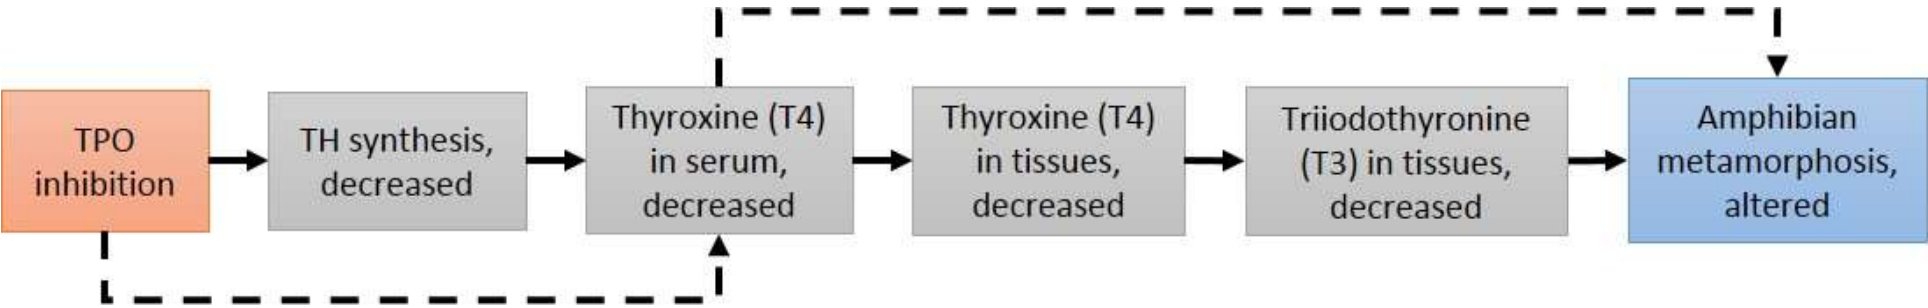 TPO
inhibition
TH synthesis,
decreased
Thyroxine (T4)
in serum,
decreased
Thyroxine (T4)
in tissues,
decreased
Triiodothyronine
(T3) in tissues,
decreased
Amphibian
metamorphosis,
altered